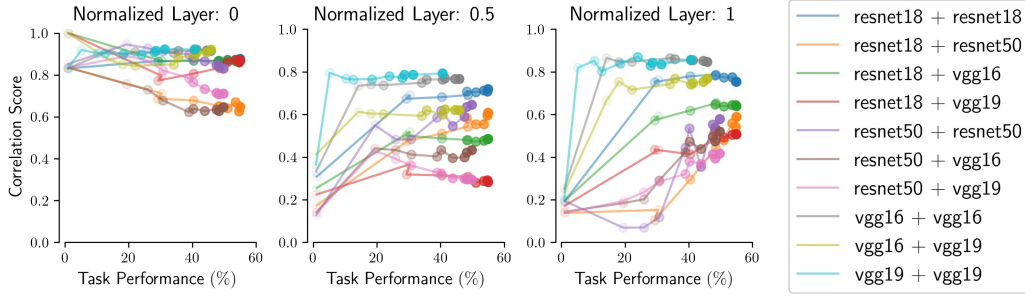 Normalized Layer: 0
Normalized Layer: 0.5
Normalized Layer: 1
Correlation Score
1.0
0.8
0.6
0.4
0.2
0.0
0 20 40 60
Task Performance (%)
1.0
0.8
0.6
0.4
0.2
0.0
0 20 40 60
Task Performance (%)
1.0
0.8
0.6
0.4
0.2
0.0
0 20 40 60
Task Performance (%)
resnet18 + resnet18
resnet18 + resnet50
resnet18 + vgg16
resnet18 + vgg19
resnet50 + resnet50
resnet50 + vgg16
resnet50 + vgg19
vgg16 + vgg16
vgg16 + vgg19
vgg19 + vgg19